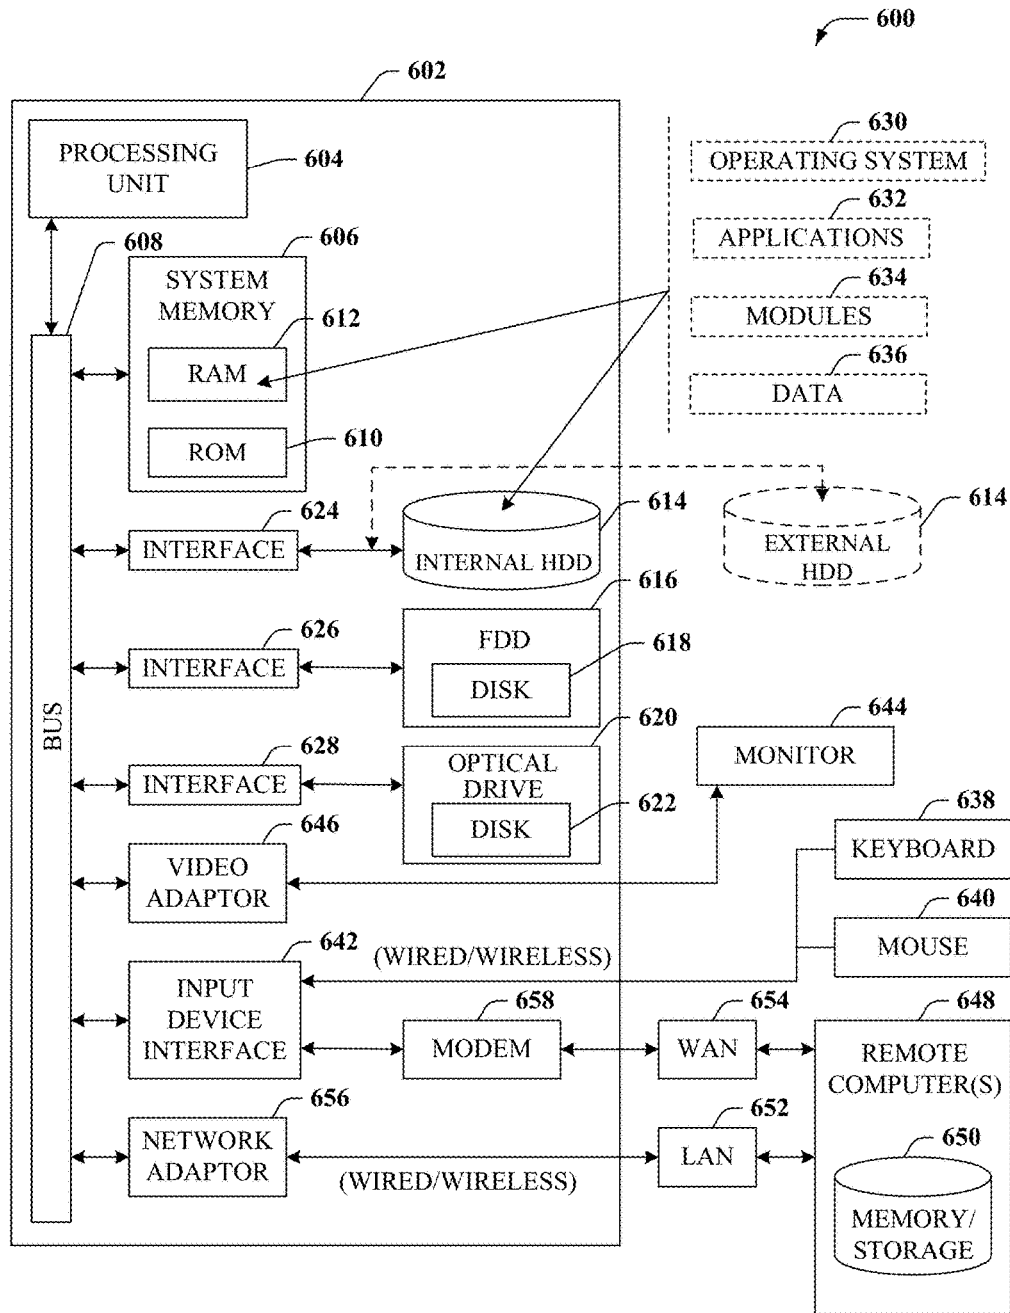 600
602
PROCESSING
UNIT
604
630
OPERATING SYSTEM
608
606
632
SYSTEM
MEMORY
APPLICATIONS
612
RAM
634
MODULES
636
DATA
610
ROM
624
INTERFACE
614
INTERNAL HDD
614
EXTERNAL
HDD
616
626
INTERFACE
FDD
618
DISK
BUS
620
644
MONITOR
628
INTERFACE
OPTICAL
DRIVE
622
DISK
638
KEYBOARD
646
VIDEO
ADAPTOR
640
MOUSE
642
(WIRED/WIRELESS)
INPUT
DEVICE
INTERFACE
658
MODEM
654
WAN
648
REMOTE
COMPUTER(S)
656
NETWORK
ADAPTOR
652
LAN
(WIRED/WIRELESS)
650
MEMORY/
STORAGE